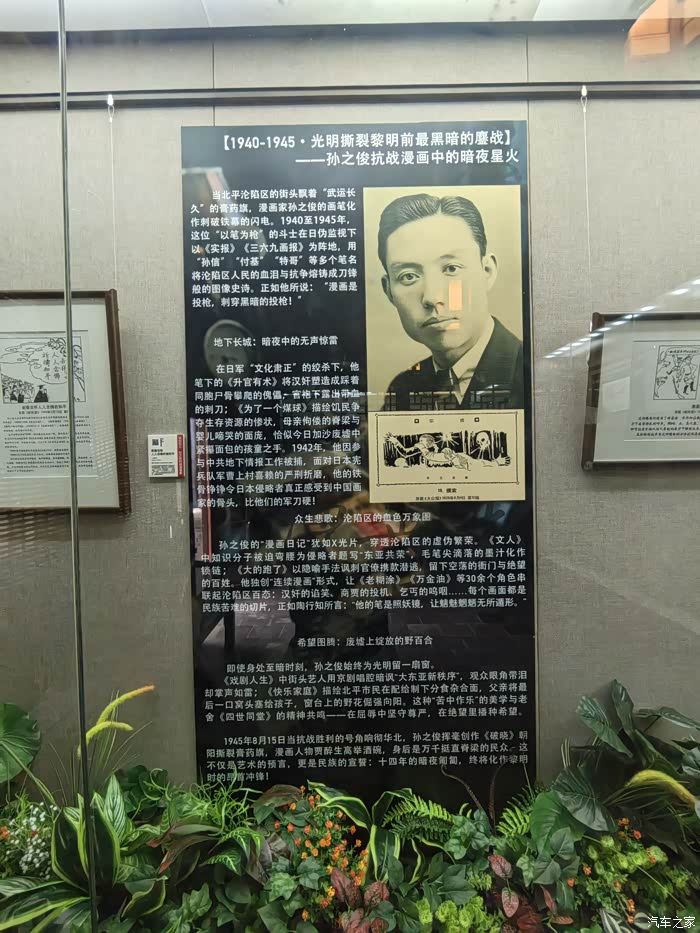 【1940-1945·光明撕裂黎明前最黑暗的鏖战】
——孙之俊抗战漫画中的暗夜星火
当北平沦陷区的街头飘着“武运长
久”的膏药旗，漫画家孙之俊的画笔化
作刺破铁幕的闪电。1940至1945年，
这位“以笔为枪”的斗士在日伪监视下
以《实报》《三六九画报》为阵地，用
“孙信”“付基”“特哥”等多个笔名
将沦陷区人民的血泪与抗争熔铸成刀锋
般的图像史诗。正如他所说：“漫画是
投枪，刺穿黑暗的投枪！”
地下长城：暗夜中的无声惊雷
在日军“文化肃正”的绞杀下，他
笔下的《升官有术》将汉奸塑造成踩着
同胞尸骨攀爬的傀儡，官袍下露出带血
的刺刀；《为了一个煤球》描绘饥民争
夺生存资源的惨状，母亲佝偻的脊梁与
婴儿啼哭的面庞，恰似今日加沙废墟中
紧攥面包的孩童之手。1942年，他因参
与中共地下情报工作被捕，面对日本宪
兵队军曹上村喜赖的严刑折磨，他的铁
骨铮铮令日本侵略者真正感受到中国画
家的骨头，比他们的军刀硬！
众生悲歌：沦陷区的血色万象图
孙之俊的“漫画日记”犹如X光片，穿透沦陷区的虚伪繁荣。《文人》
中知识分子被迫弯腰为侵略者题写“东亚共荣”，毛笔尖滴落的墨汁化作
锁链；《大的跑了》以隐喻手法讽刺官僚携款潜逃，留下空荡的衙门与绝望
的百姓。他独创“连续漫画”形式，让《老糊涂》《万金油》等30余个角色串
联起沦陷区百态：汉奸的谄笑、商贾的投机、乞丐的呜咽……每个画面都是
民族苦难的切片，正如陶行知所言：“他的笔是照妖镜，让魑魅魍魉无所遁形。”
希望图腾：废墟上绽放的野百合
即使身处至暗时刻，孙之俊始终为光明留一扇窗。
《戏剧人生》中街头艺人用京剧唱腔暗讽“大东亚新秩序”，观众眼角带泪
却掌声如雷；《快乐家庭》描绘北平市民在配给制下分食杂合面，父亲将最
后一口窝头塞给孩子，窗台上的野花倔强向阳。这种“苦中作乐”的美学与老
舍《四世同堂》的精神共鸣——在屈辱中坚守尊严，在绝望里播种希望。
1945年8月15日当抗战胜利的号角响彻华北，孙之俊挥毫创作《破晓》朝
阳撕裂膏药旗，漫画人物贾醉生高举酒碗，身后是万千挺直脊梁的民众。这
不仅是艺术的预言，更是民族的宣誓：十四年的暗夜匍匐，终将化作黎明
时的昂首冲锋！
汽车之家